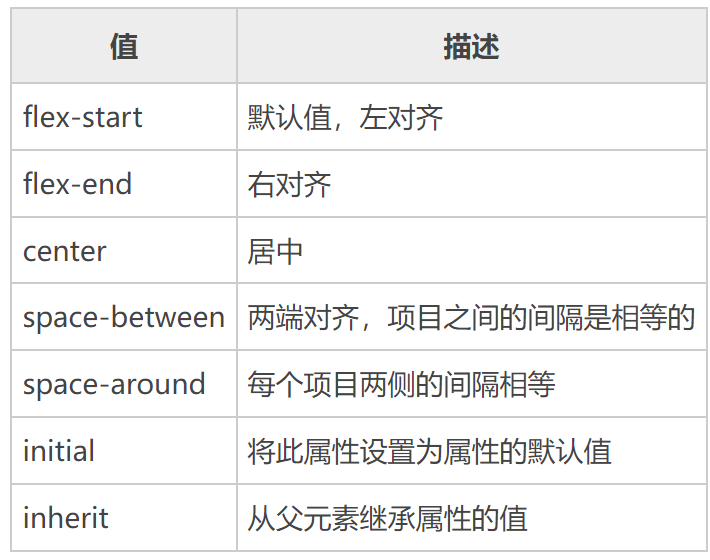 值 描述
flex-start 默认值，左对齐
flex-end 右对齐
center 居中
space-between 两端对齐，项目之间的间隔是相等的
space-around 每个项目两侧的间隔相等
initial 将此属性设置为属性的默认值
inherit 从父元素继承属性的值